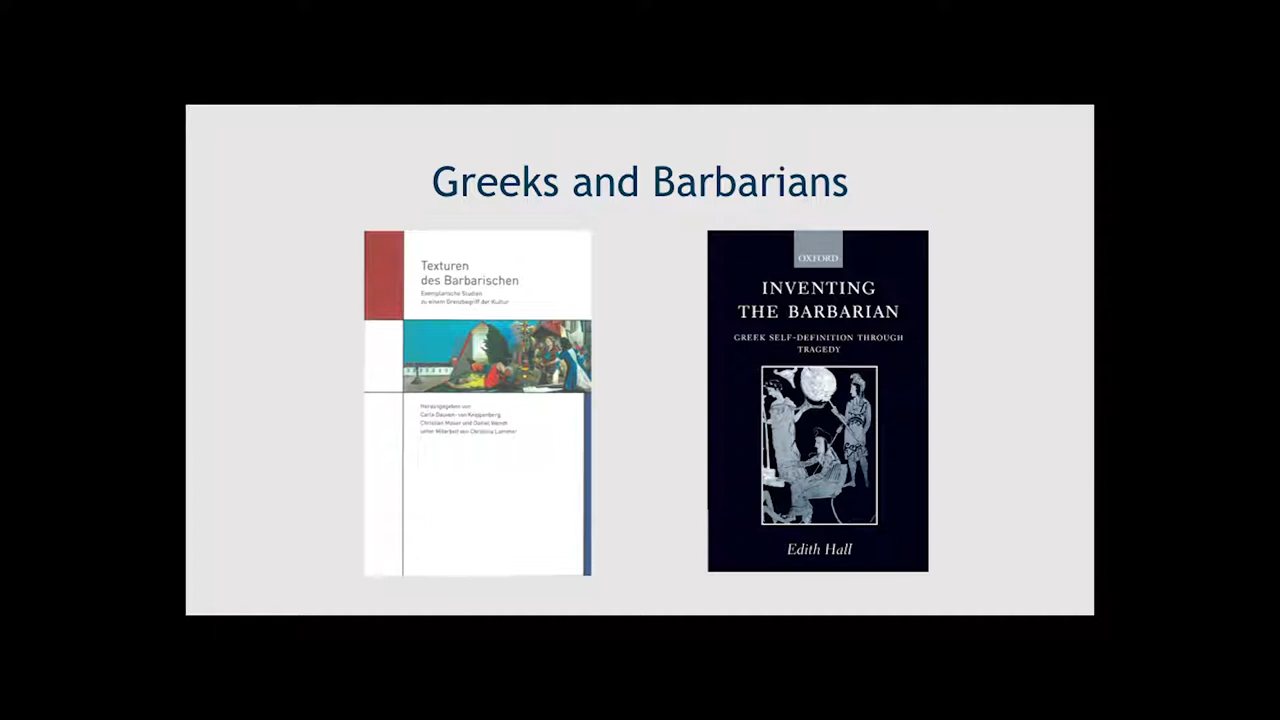 Greeks and Barbarians
Texturen
des Barbarischen
Exemplarische Studien
zu einem Grenzbegriff der Kultur
Herausgegeben von
Carla Dauven-van Knippenberg
Christian Moser und Daniel Wendt
unter Mitarbeit von Christina Lammer
OXFORD
INVENTING
THE BARBARIAN
GREEK SELF-DEFINITION THROUGH
TRAGEDY
Edith Hall